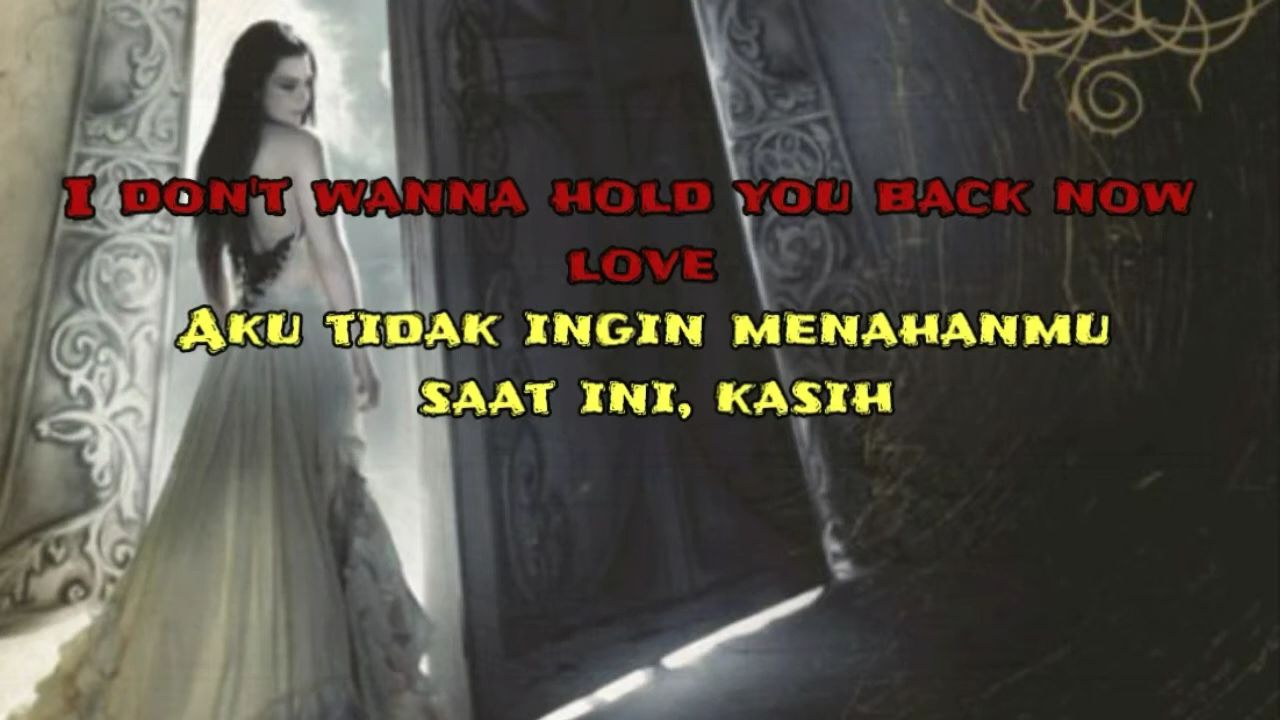 I DON'T WANNA HOLD YOU BACK NOW
LOVE
AKU TIDAK INGIN MENAHANMU
SAAT INI, KASIH